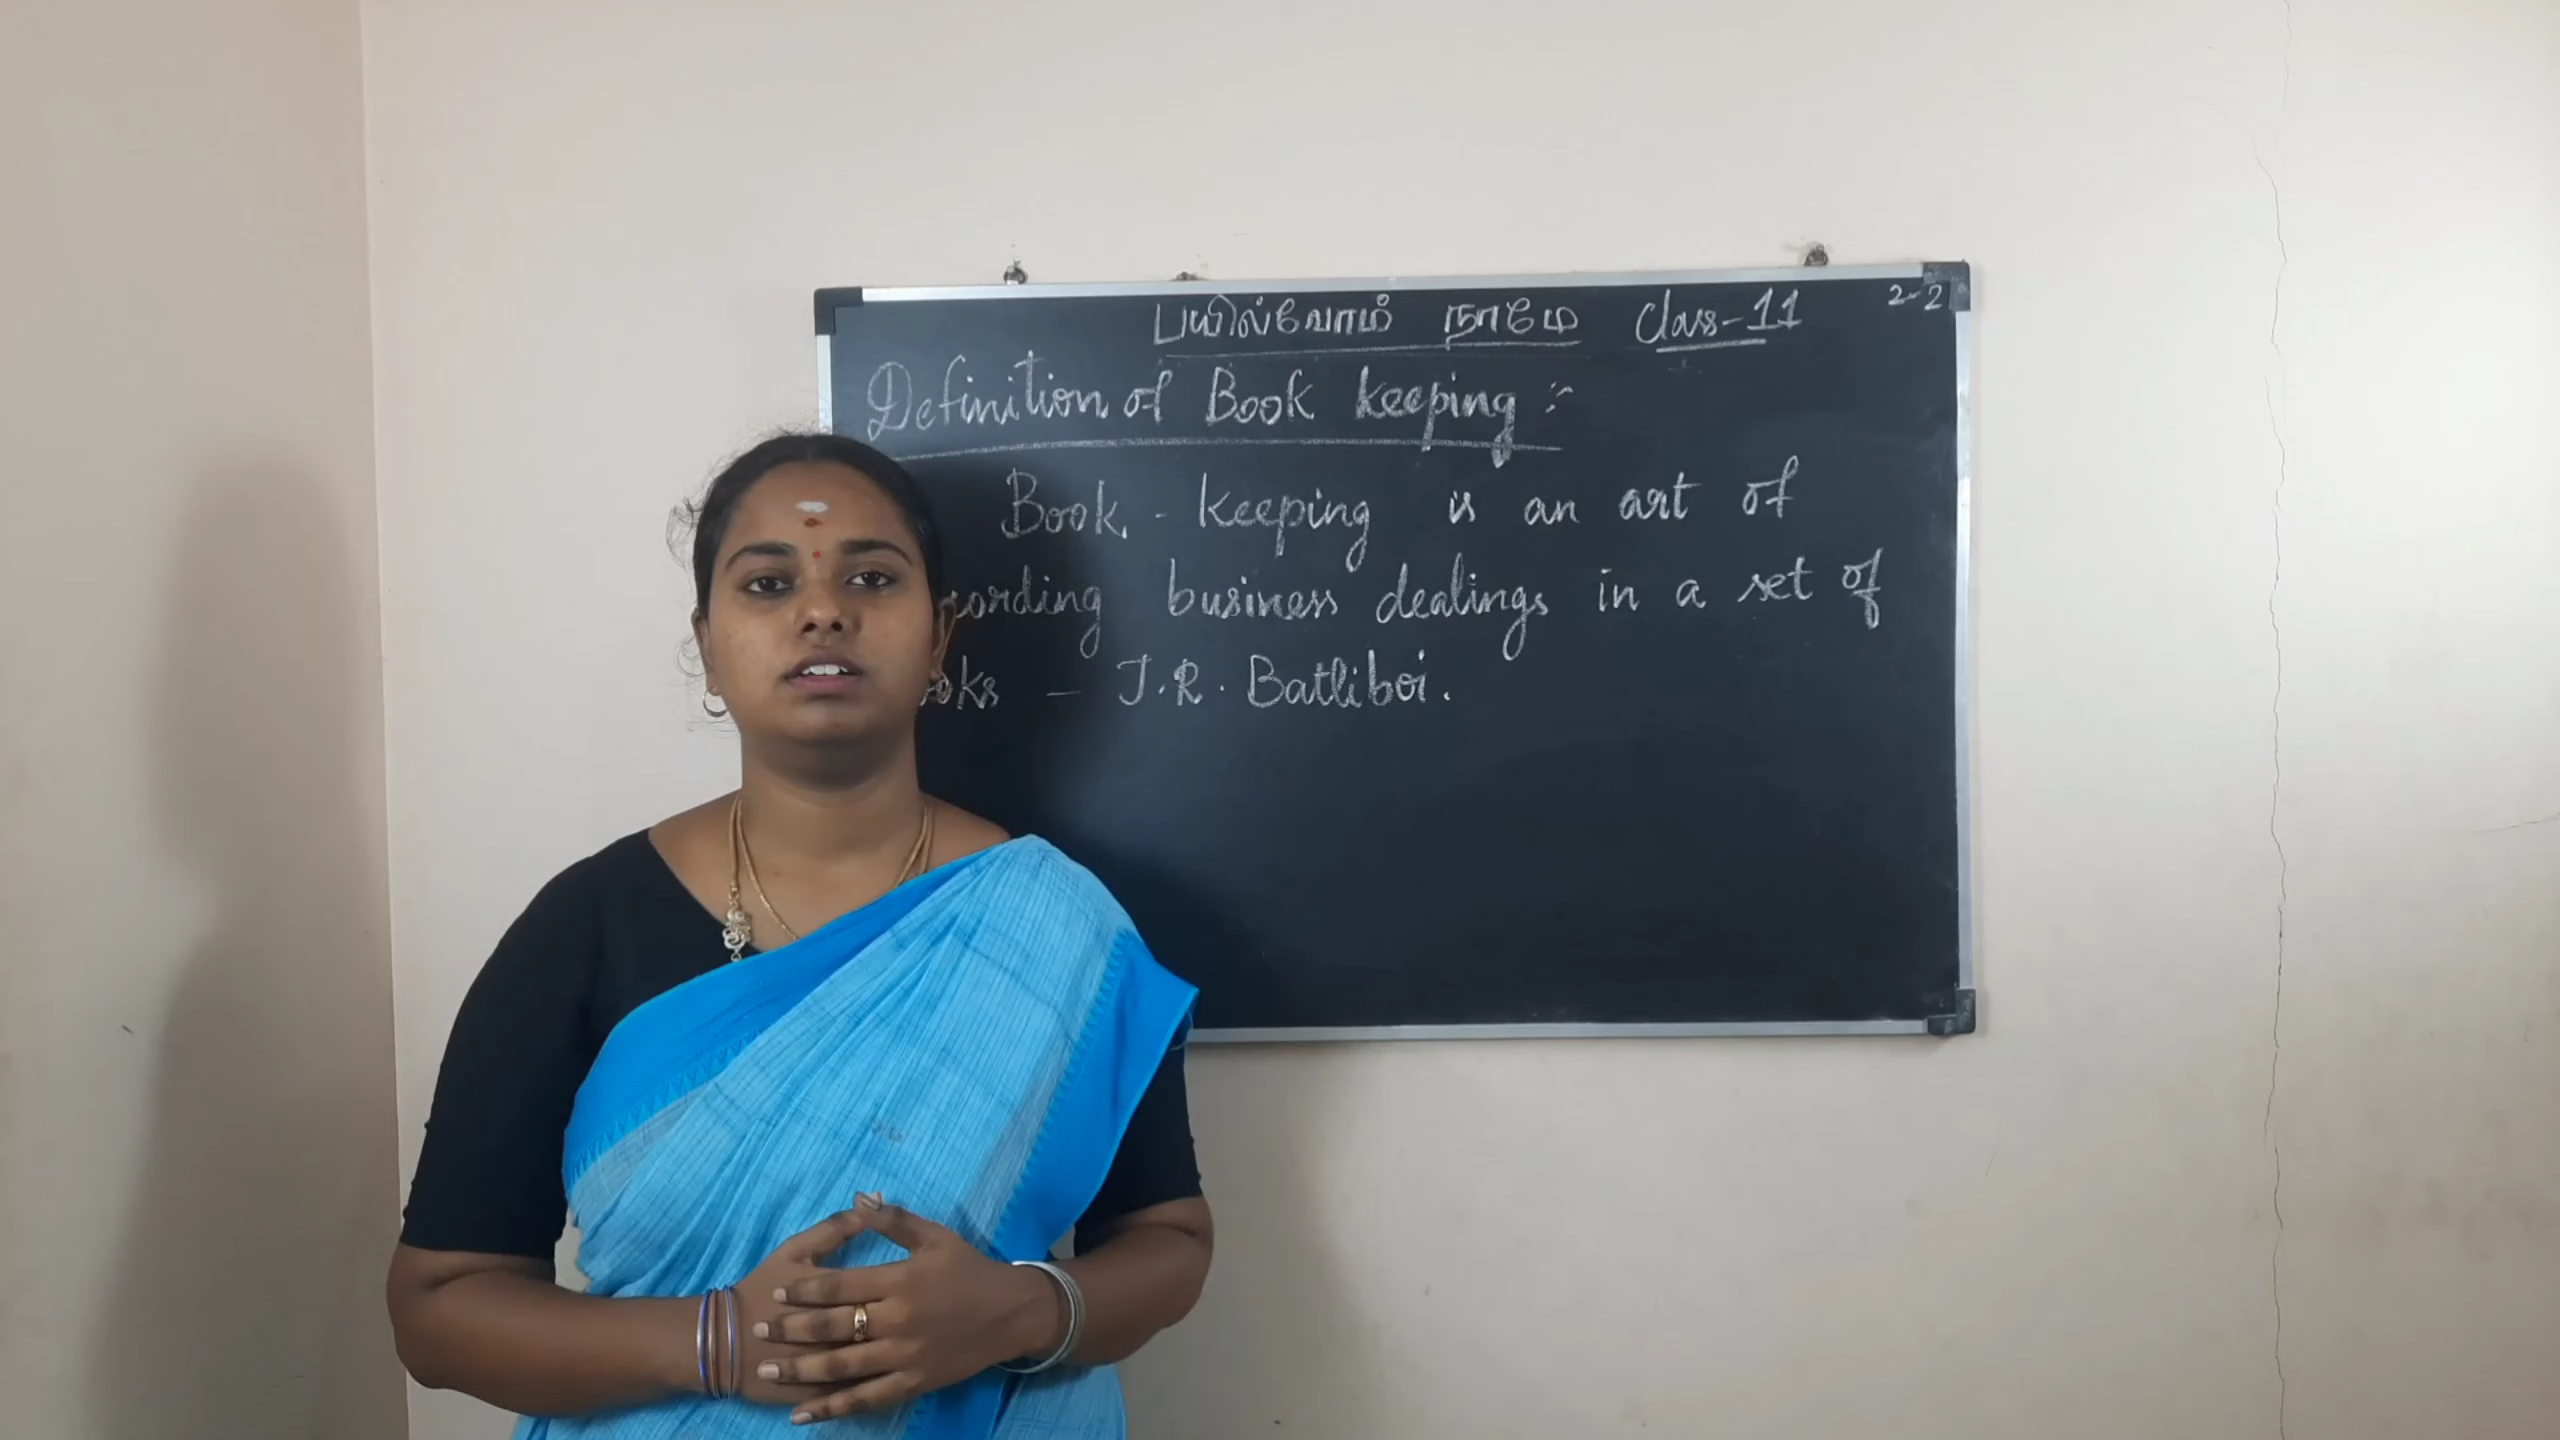 பயில்வோம் நாமே Class-11 2-2
Definition of Book keeping :-
Book - keeping is an art of
business dealings in a set of
- J.R. Batliboi.